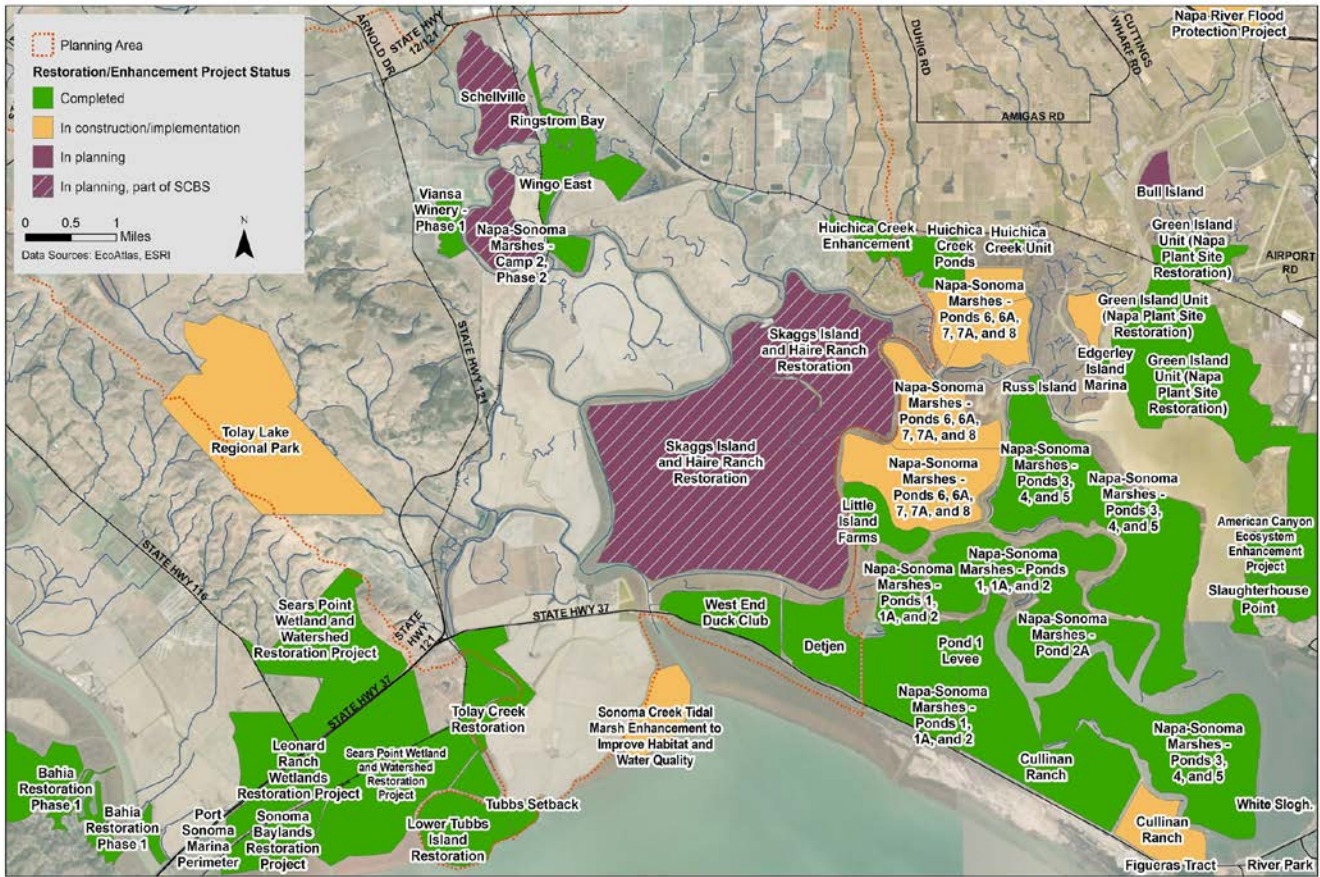 Planning Area
Restoration/Enhancement Project Status
Completed
In construction/implementation
In planning
In planning, part of SCBS
0 0.5 1
Miles
N
Data Sources: EcoAtlas, ESRI
ARNOLD DR
STATE HWY
12/121
DUHIG RD
CUTTINGS
WHARF RD
Napa River Flood
Protection Project
AMIGAS RD
Schellville
Ringstrom Bay
Wingo East
Viansa
Winery -
Phase 1
Napa-Sonoma
Marshes -
Camp 2,
Phase 2
Bull Island
Huichica Creek
Enhancement
Huichica
Creek
Ponds
Huichica
Creek Unit
Green Island
Unit (Napa
Plant Site
Restoration)
AIRPORT
RD
Napa-Sonoma
Marshes -
Ponds 6, 6A,
7, 7A, and 8
Green Island Unit
(Napa Plant Site
Restoration)
Edgerley
Island
Marina
Green Island
Unit (Napa
Plant Site
Restoration)
STATE HWY 121
Skaggs Island
and Haire Ranch
Restoration
Napa-Sonoma
Marshes -
Ponds 6, 6A,
7, 7A, and 8
Russ Island
Tolay Lake
Regional Park
Skaggs Island
and Haire Ranch
Restoration
Napa-Sonoma
Marshes -
Ponds 6, 6A,
7, 7A, and 8
Napa-Sonoma
Marshes -
Ponds 3,
4, and 5
Napa-Sonoma
Marshes -
Ponds 3,
4, and 5
Little
Island
Farms
American Canyon
Ecosystem
Enhancement
Project
Slaughterhouse
Point
STATE HWY 116
Sears Point
Wetland and
Watershed
Restoration Project
STATE
HWY
121
STATE HWY 37
West End
Duck Club
Detjen
Napa-Sonoma
Marshes -
Ponds 1,
1A, and 2
Napa-Sonoma
Marshes - Ponds
1, 1A, and 2
Napa-Sonoma
Marshes -
Pond 2A
Pond 1
Levee
STATE HWY 37
Tolay Creek
Restoration
Sonoma Creek Tidal
Marsh Enhancement to
Improve Habitat and
Water Quality
Napa-Sonoma
Marshes -
Ponds 1,
1A, and 2
Napa-Sonoma
Marshes -
Ponds 3,
4, and 5
Cullinan
Ranch
Leonard
Ranch
Wetlands
Restoration Project
Sears Point Wetland
and Watershed
Restoration
Project
Bahia
Restoration
Phase 1
Bahia
Restoration
Phase 1
Port
Sonoma
Marina
Perimeter
Sonoma
Baylands
Restoration
Project
Lower Tubbs
Island
Restoration
Tubbs Setback
White Slogh.
Cullinan
Ranch
Figueras Tract
River Park